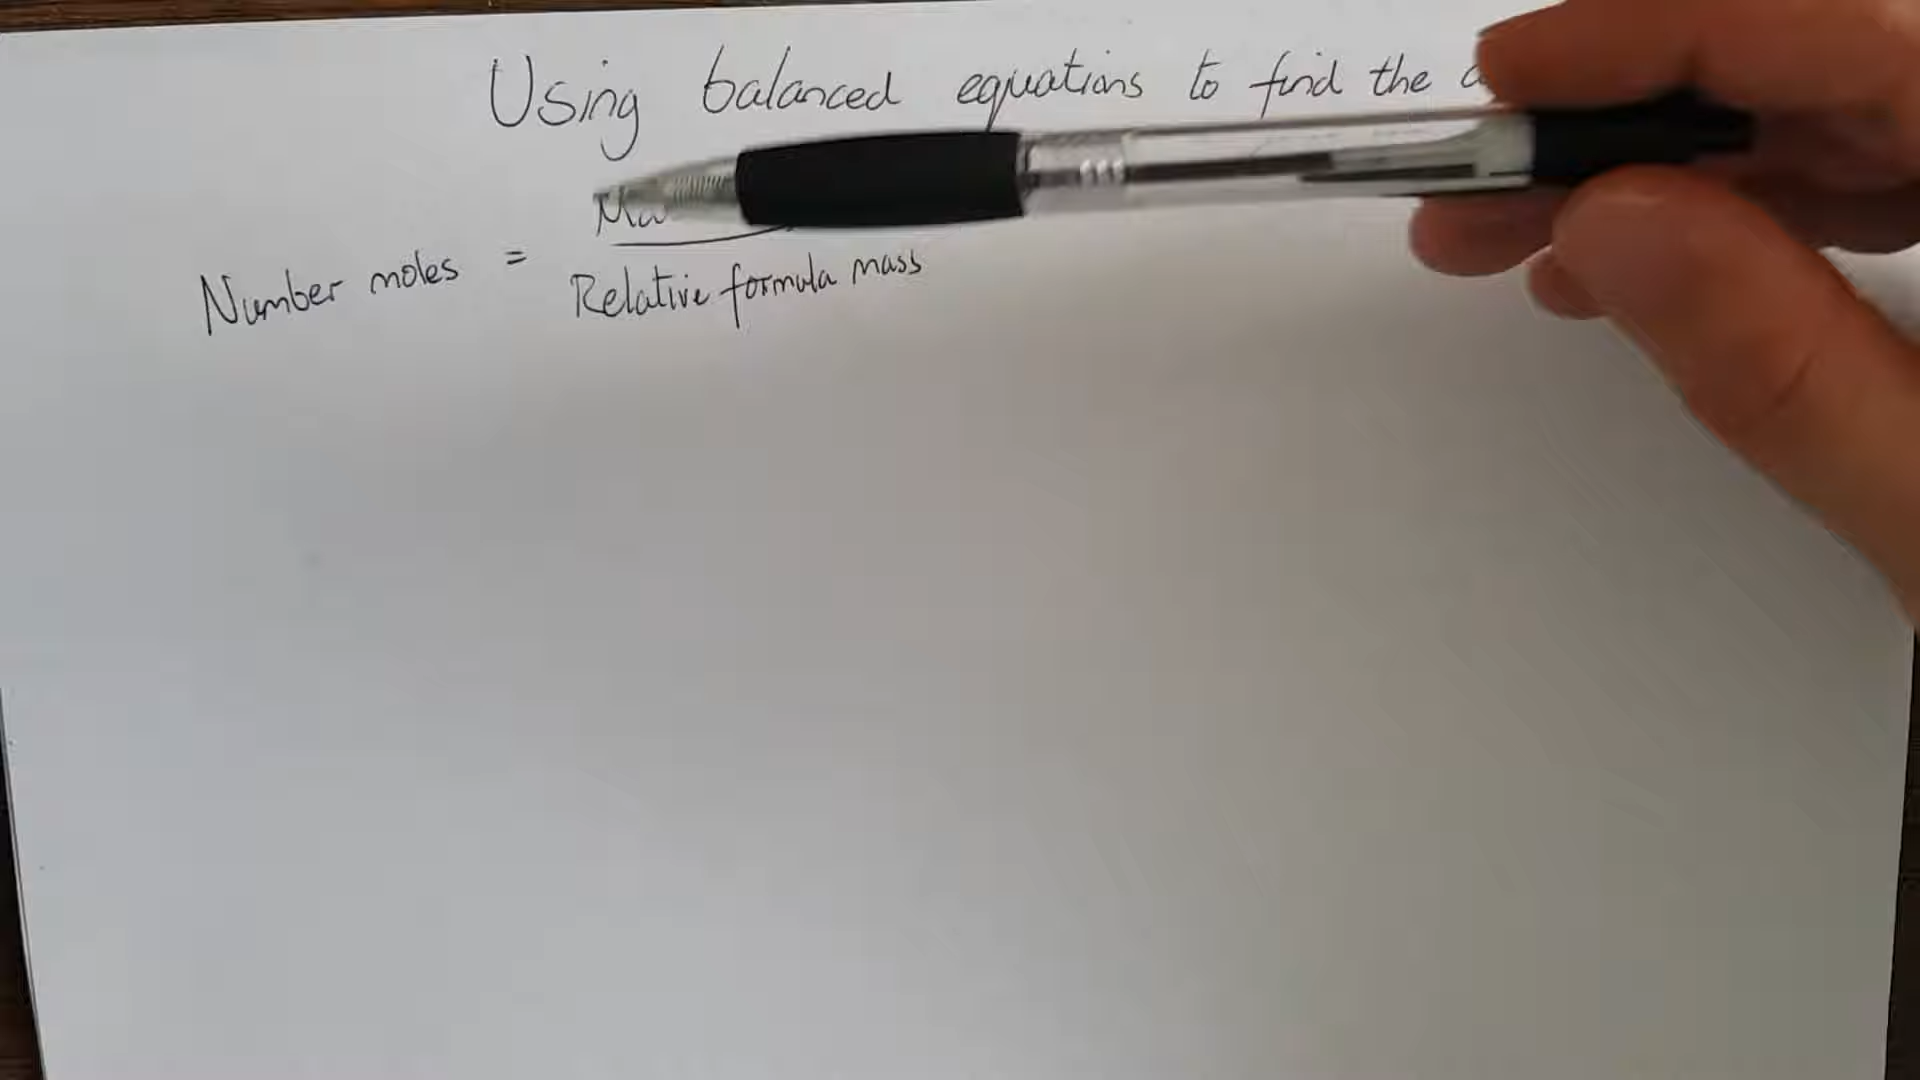 Using balanced equations to find the
Number moles =
Relative formula mass